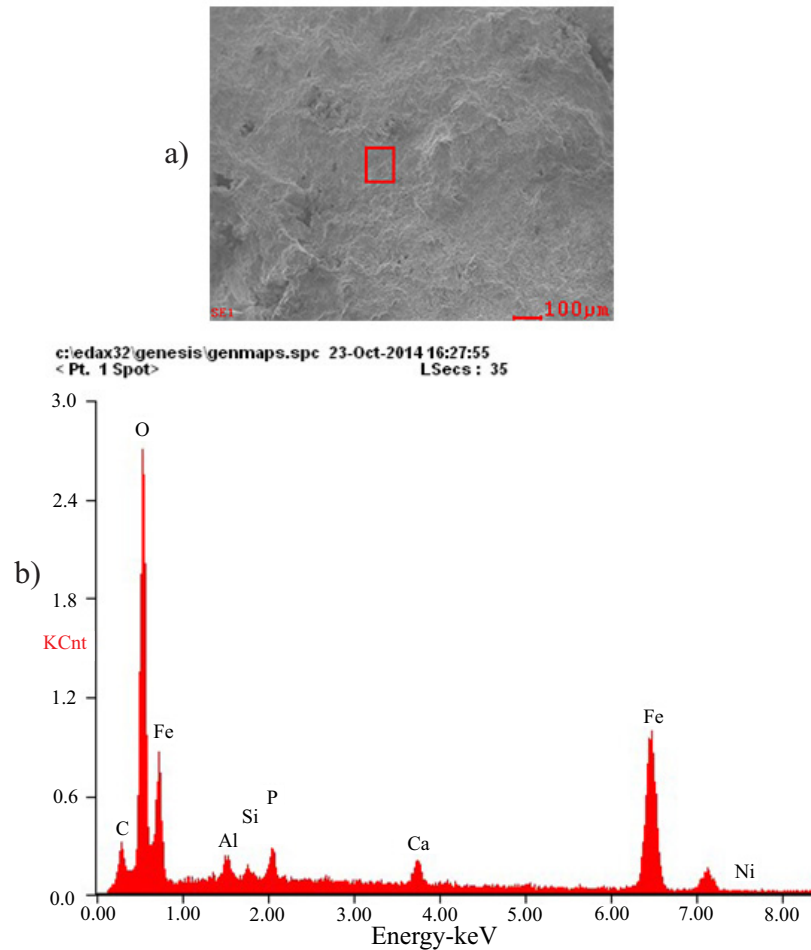 a)
SE1
100µm
c:\edax32\genesis\genmaps.spc 23-Oct-2014 16:27:55
< Pt. 1 Spot>
LSecs : 35
3.0
O
2.4
b)
1.8
KCnt
1.2
Fe
Fe
0.6
C
Al
Si
P
Ca
Ni
0.0
0.00 1.00 2.00 3.00 4.00 5.00 6.00 7.00 8.00
Energy-keV